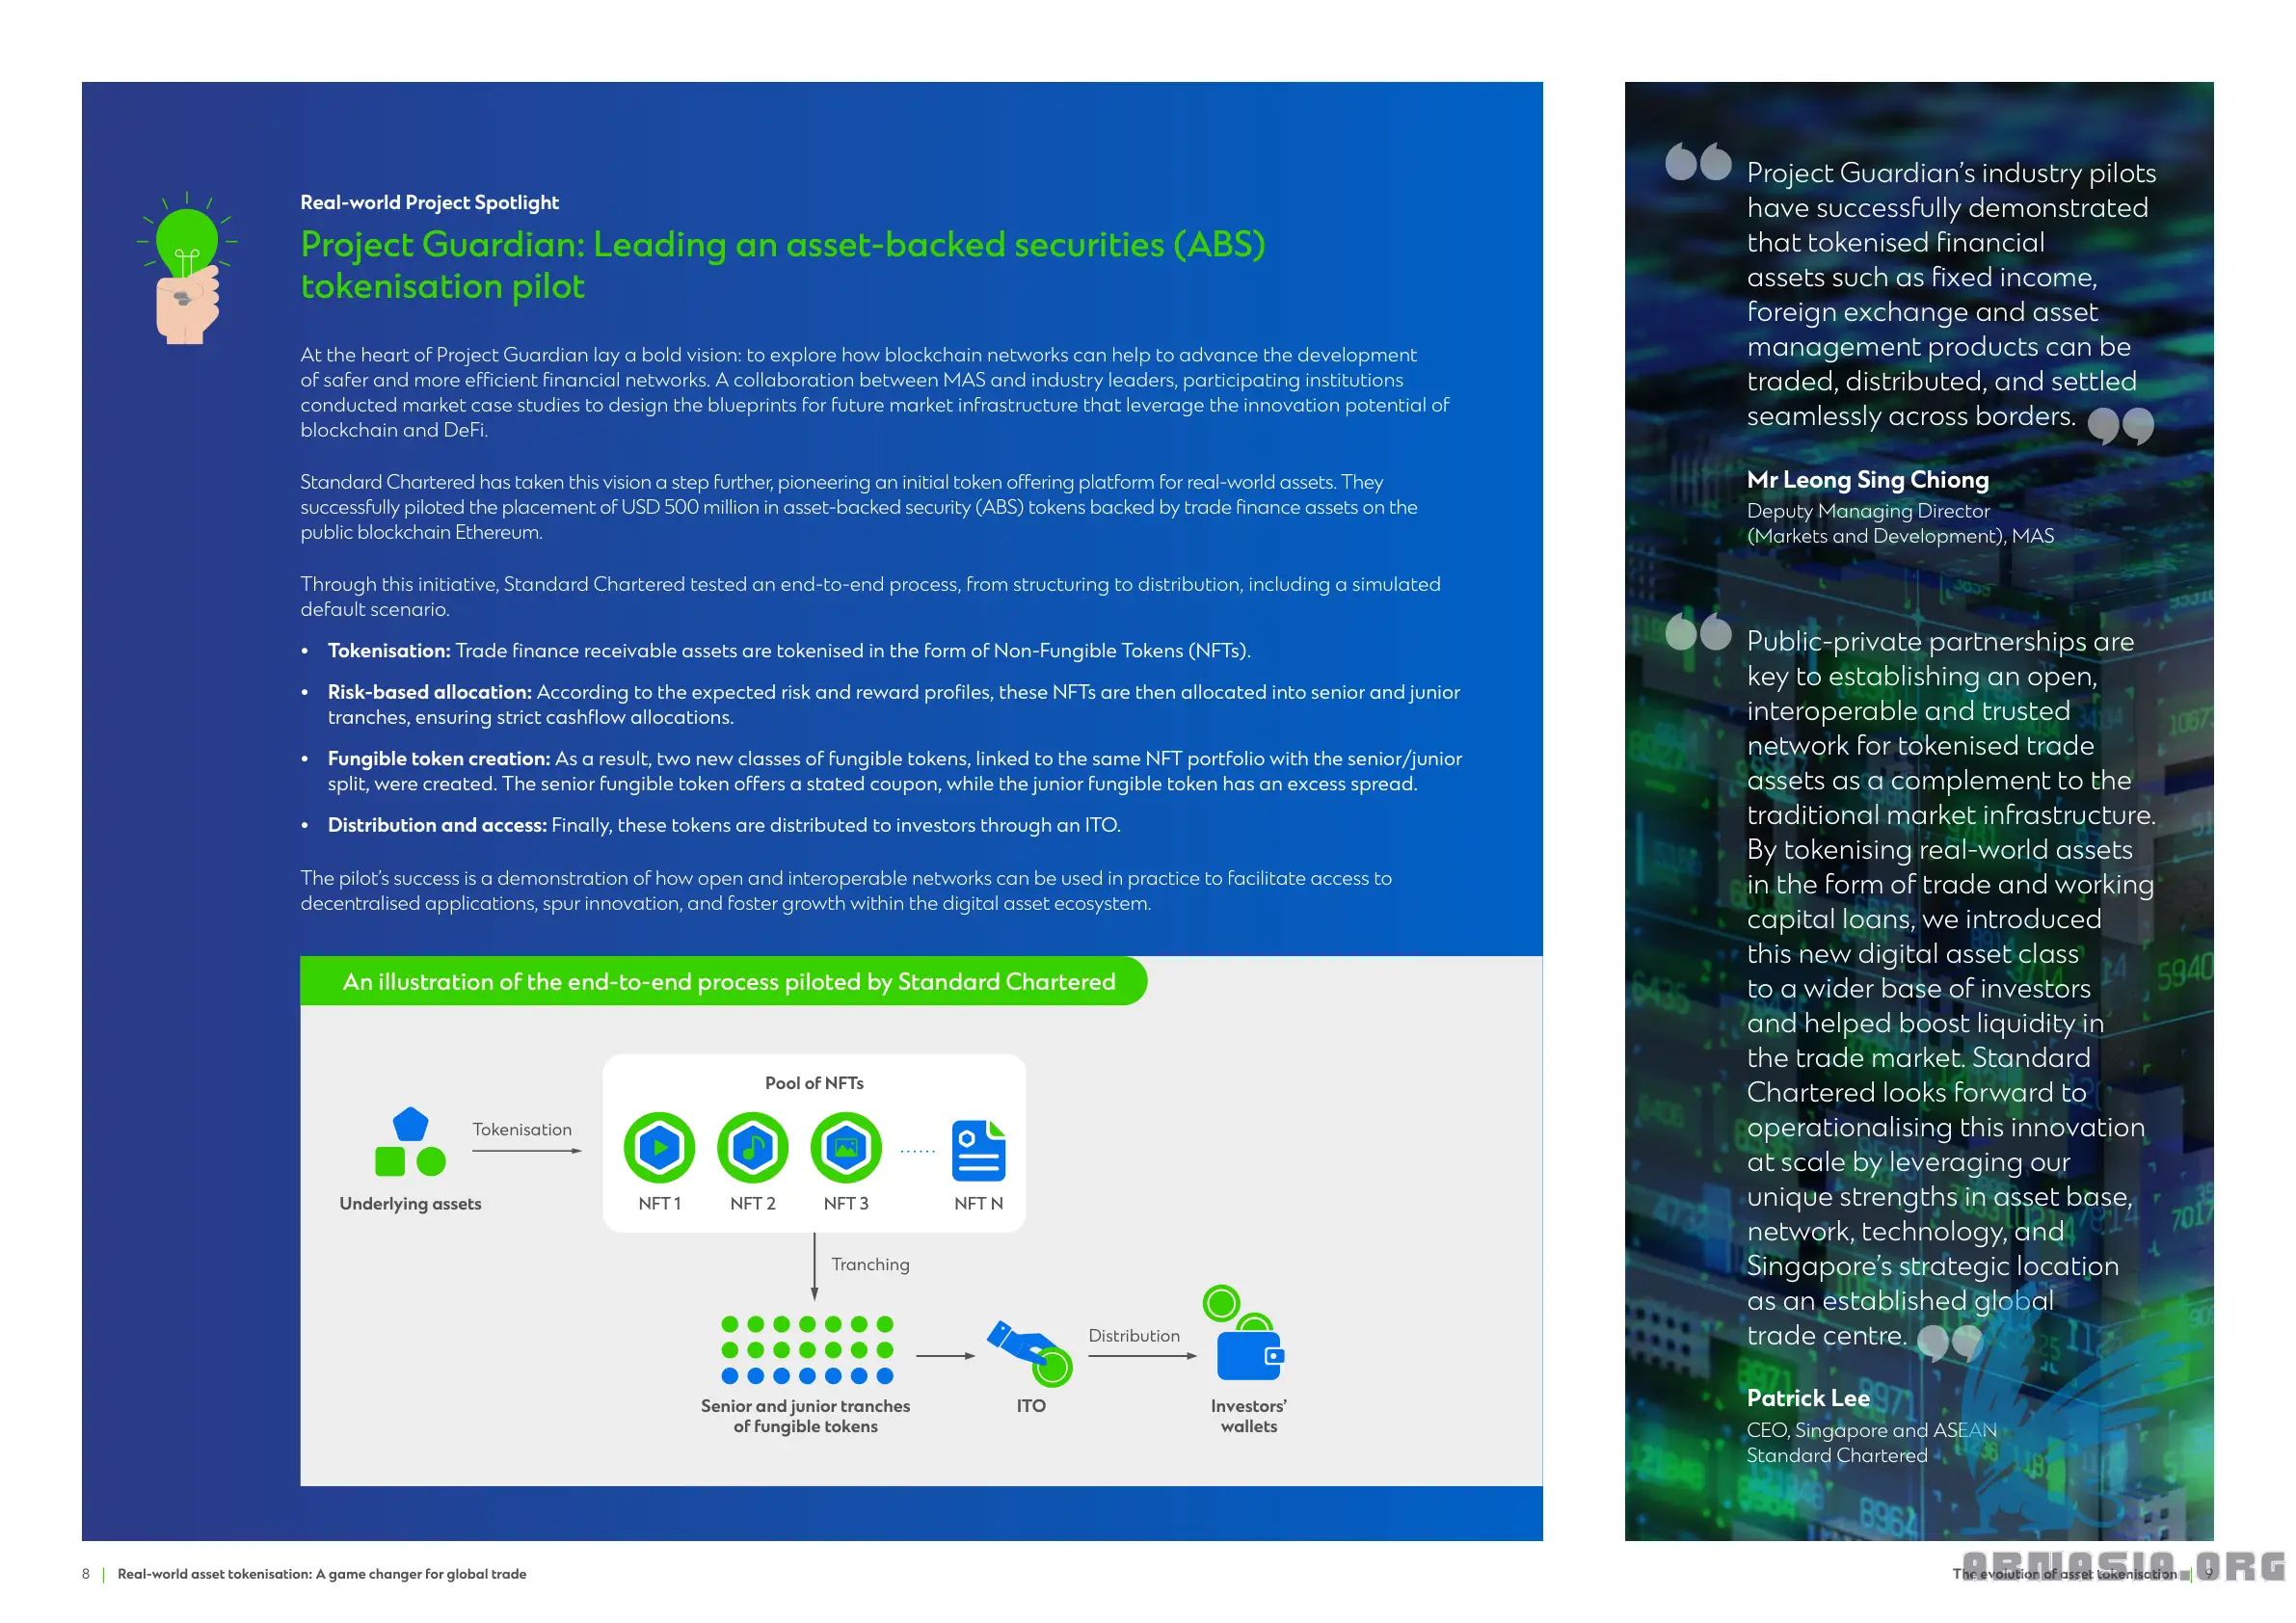 Real-world Project Spotlight
Project Guardian: Leading an asset-backed securities (ABS)
tokenisation pilot
At the heart of Project Guardian lay a bold vision: to explore how blockchain networks can help to advance the development
of safer and more efficient financial networks. A collaboration between MAS and industry leaders, participating institutions
conducted market case studies to design the blueprints for future market infrastructure that leverage the innovation potential of
blockchain and DeFi.
Standard Chartered has taken this vision a step further, pioneering an initial token offering platform for real-world assets. They
successfully piloted the placement of USD 500 million in asset-backed security (ABS) tokens backed by trade finance assets on the
public blockchain Ethereum.
Through this initiative, Standard Chartered tested an end-to-end process, from structuring to distribution, including a simulated
default scenario.
• Tokenisation: Trade finance receivable assets are tokenised in the form of Non-Fungible Tokens (NFTs).
• Risk-based allocation: According to the expected risk and reward profiles, these NFTs are then allocated into senior and junior
tranches, ensuring strict cashflow allocations.
• Fungible token creation: As a result, two new classes of fungible tokens, linked to the same NFT portfolio with the senior/junior
split, were created. The senior fungible token offers a stated coupon, while the junior fungible token has an excess spread.
• Distribution and access: Finally, these tokens are distributed to investors through an ITO.
The pilot's success is a demonstration of how open and interoperable networks can be used in practice to facilitate access to
decentralised applications, spur innovation, and foster growth within the digital asset ecosystem.
An illustration of the end-to-end process piloted by Standard Chartered
Pool of NFTs
Tokenisation
Underlying assets
NFT 1
NFT 2
NFT 3
NFT N
Tranching
Distribution
Senior and junior tranches
of fungible tokens
ITO
Investors'
wallets
8 | Real-world asset tokenisation: A game changer for global trade
“ Project Guardian's industry pilots
have successfully demonstrated
that tokenised financial
assets such as fixed income,
foreign exchange and asset
management products can be
traded, distributed, and settled
seamlessly across borders. ”
Mr Leong Sing Chiong
Deputy Managing Director
(Markets and Development), MAS
“ Public-private partnerships are
key to establishing an open,
interoperable and trusted
network for tokenised trade
assets as a complement to the
traditional market infrastructure.
By tokenising real-world assets
in the form of trade and working
capital loans, we introduced
this new digital asset class
to a wider base of investors
and helped boost liquidity in
the trade market. Standard
Chartered looks forward to
operationalising this innovation
at scale by leveraging our
unique strengths in asset base,
network, technology, and
Singapore's strategic location
as an established global
trade centre. ”
Patrick Lee
CEO, Singapore and ASEAN
Standard Chartered
The evolution of asset tokenisation | 9
ABNASIA.ORG